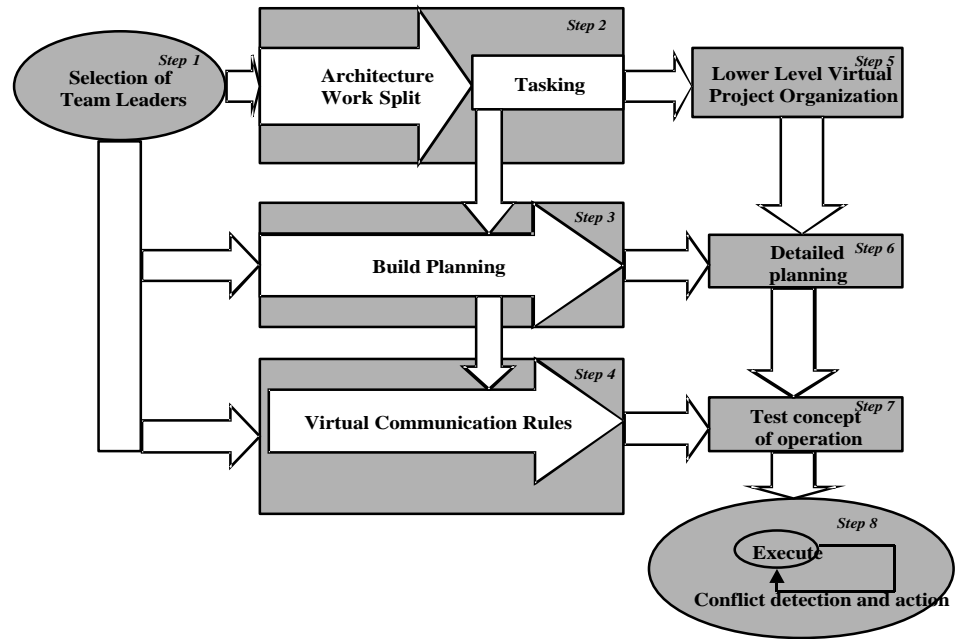 Step 1
Selection of
Team Leaders
Step 2
Architecture
Work Split
Tasking
Step 5
Lower Level Virtual
Project Organization
Step 3
Build Planning
Step 6
Detailed
planning
Step 4
Virtual Communication Rules
Step 7
Test concept
of operation
Step 8
Execute
Conflict detection and action